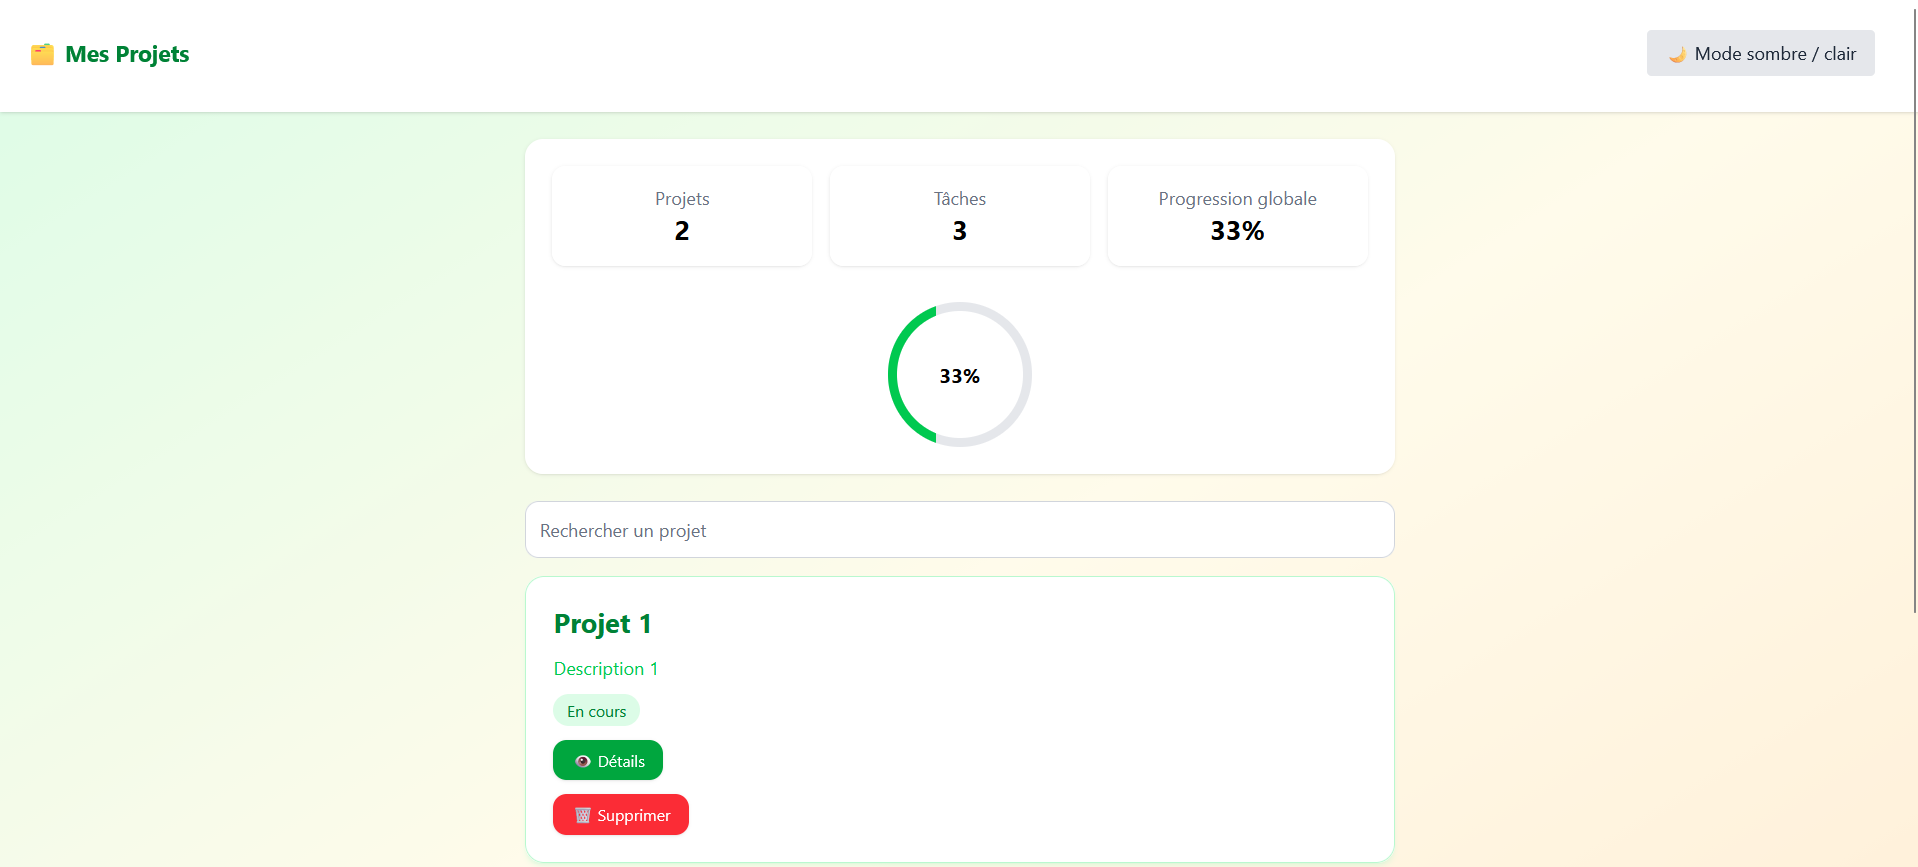 Mes Projets
Mode sombre / clair
Projets
2
Tâches
3
Progression globale
33%
33%
Rechercher un projet
Projet 1
Description 1
En cours
Détails
Supprimer